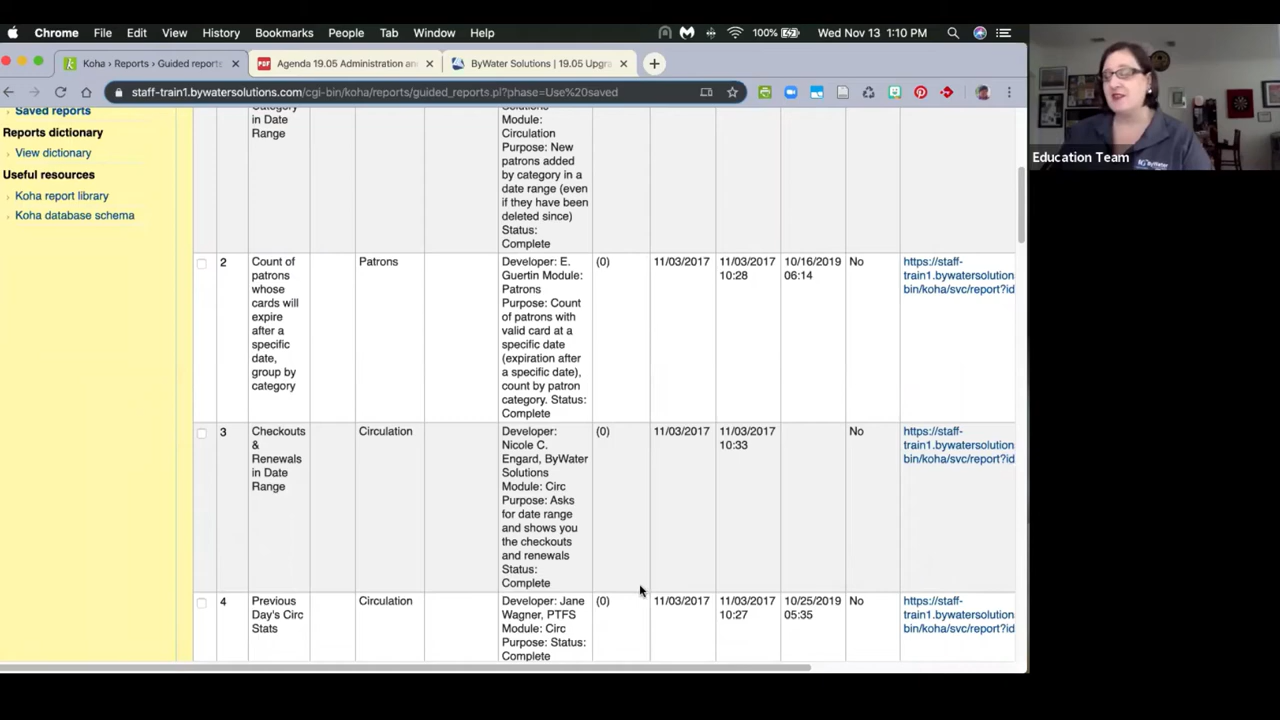 Chrome File Edit View History Bookmarks People Tab Window Help 100% Wed Nov 13 1:10 PM
Koha › Reports › Guided reports
Agenda 19.05 Administration an
ByWater Solutions | 19.05 Upgra
staff-train1.bywatersolutions.com/cgi-bin/koha/reports/guided_reports.pl?phase=Use%20saved
Education Team
Saved reports
Reports dictionary
View dictionary
Useful resources
Koha report library
Koha database schema
Category
in Date
Range
Solutions
Module:
Circulation
Purpose: New
patrons added
by category in a
date range (even
if they have been
deleted since)
Status:
Complete
2
Count of
patrons
whose
cards will
expire
after a
specific
date,
group by
category
Patrons
Developer: E.
Guertin Module:
Patrons
Purpose: Count
of patrons with
valid card at a
specific date
(expiration after
a specific date),
count by patron
category. Status:
Complete
(0)
11/03/2017
11/03/2017
10:28
10/16/2019
06:14
No
https://staff-
train1.bywatersolution
bin/koha/svc/report?id
3
Checkouts
&
Renewals
in Date
Range
Circulation
Developer:
Nicole C.
Engard, ByWater
Solutions
Module: Circ
Purpose: Asks
for date range
and shows you
the checkouts
and renewals
Status:
Complete
(0)
11/03/2017
11/03/2017
10:33
No
https://staff-
train1.bywatersolution
bin/koha/svc/report?id
4
Previous
Day's Circ
Stats
Circulation
Developer: Jane
Wagner, PTFS
Module: Circ
Purpose: Status:
Complete
(0)
11/03/2017
11/03/2017
10:27
10/25/2019
05:35
No
https://staff-
train1.bywatersolution
bin/koha/svc/report?id